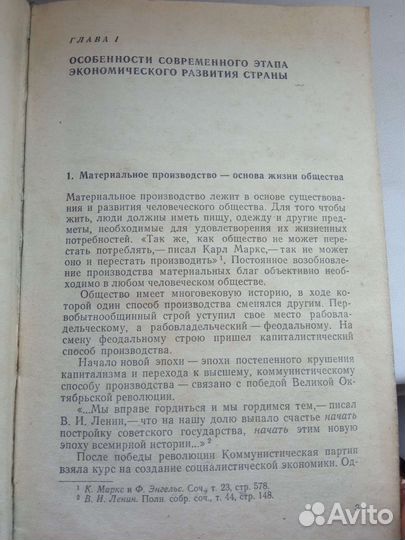 ГЛАВА I
ОСОБЕННОСТИ СОВРЕМЕННОГО ЭТАПА
ЭКОНОМИЧЕСКОГО РАЗВИТИЯ СТРАНЫ
1. Материальное производство — основа жизни общества
Материальное производство лежит в основе существова-
ния и развития человеческого общества. Для того чтобы
жить, люди должны иметь пищу, одежду и другие пред-
меты, необходимые для удовлетворения их жизненных
потребностей. «Так же, как общество не может пере-
стать потреблять,— писал Карл Маркс,— так не может
оно и перестать производить» 1. Постоянное возобновле-
ние производства материальных благ объективно необхо-
димо в любом человеческом обществе.
Общество имеет многовековую историю, в ходе ко-
торой один способ производства сменялся другим. Пер-
вобытнообщинный строй уступил свое место рабовла-
дельческому, а рабовладельческий — феодальному. На
смену феодальному строю пришел капиталистический
способ производства.
Начало новой эпохи — эпохи постепенного крушения
капитализма и перехода к высшему, коммунистическому
способу производства — связано с победой Великой Ок-
тябрьской революции.
«...Мы вправе гордиться и мы гордимся тем,— писал
В. И. Ленин,— что на нашу долю выпало счастье начать
постройку советского государства, начать этим новую
эпоху всемирной истории...» 2
После победы революции Коммунистическая партия
взяла курс на создание социалистической экономики. Од-
1 К. Маркс и Ф. Энгельс. Соч., т. 23, стр. 578.
2 В. И. Ленин. Полн. собр. соч., т. 44, стр. 148.
Avito